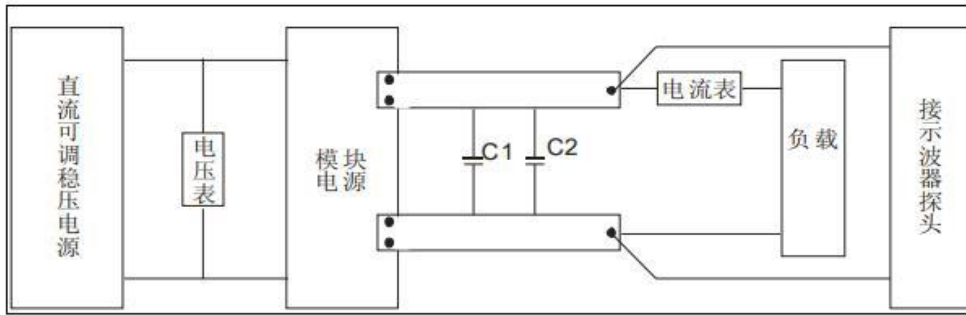 直流可调稳压电源
电压表
模块
电源
C1
C2
电流表
负载
接示波器探头